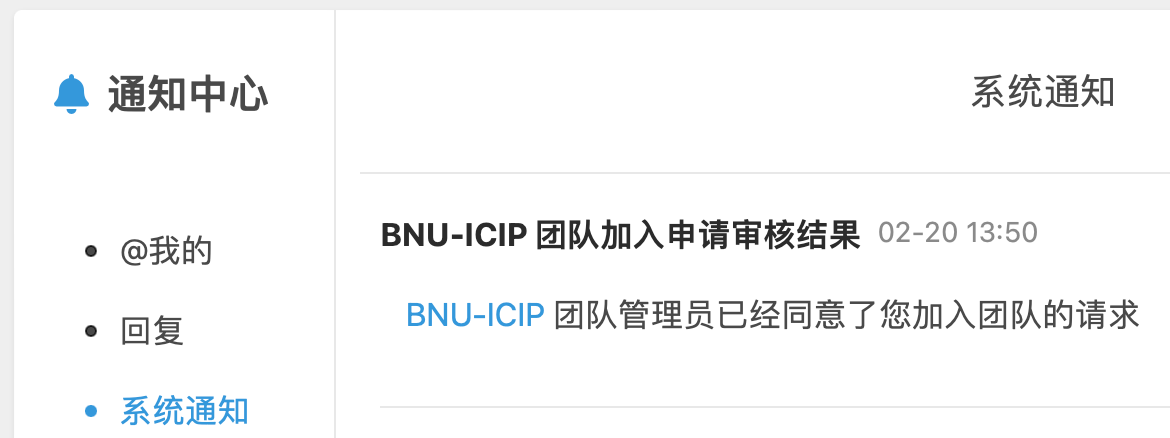 通知中心
系统通知
BNU-ICIP 团队加入申请审核结果 02-20 13:50
@我的
BNU-ICIP 团队管理员已经同意了您加入团队的请求
回复
系统通知